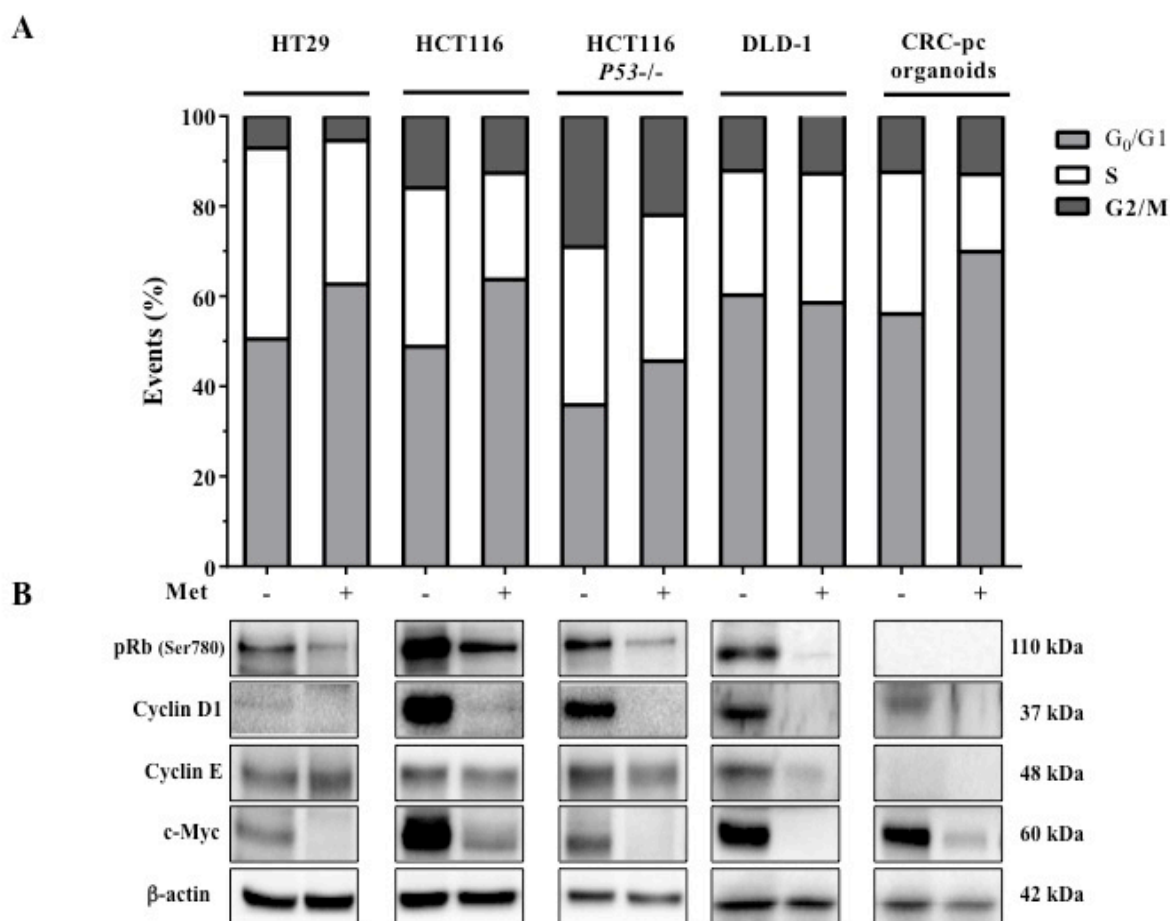 A
HT29
HCT116
HCT116
P53-/-
DLD-1
CRC-pc
organoids
100
80
60
40
20
0
Events (%)
G0/G1
S
G2/M
B
Met - + - + - + - + - +
pRb (Ser780) 110 kDa
Cyclin D1 37 kDa
Cyclin E 48 kDa
c-Myc 60 kDa
β-actin 42 kDa